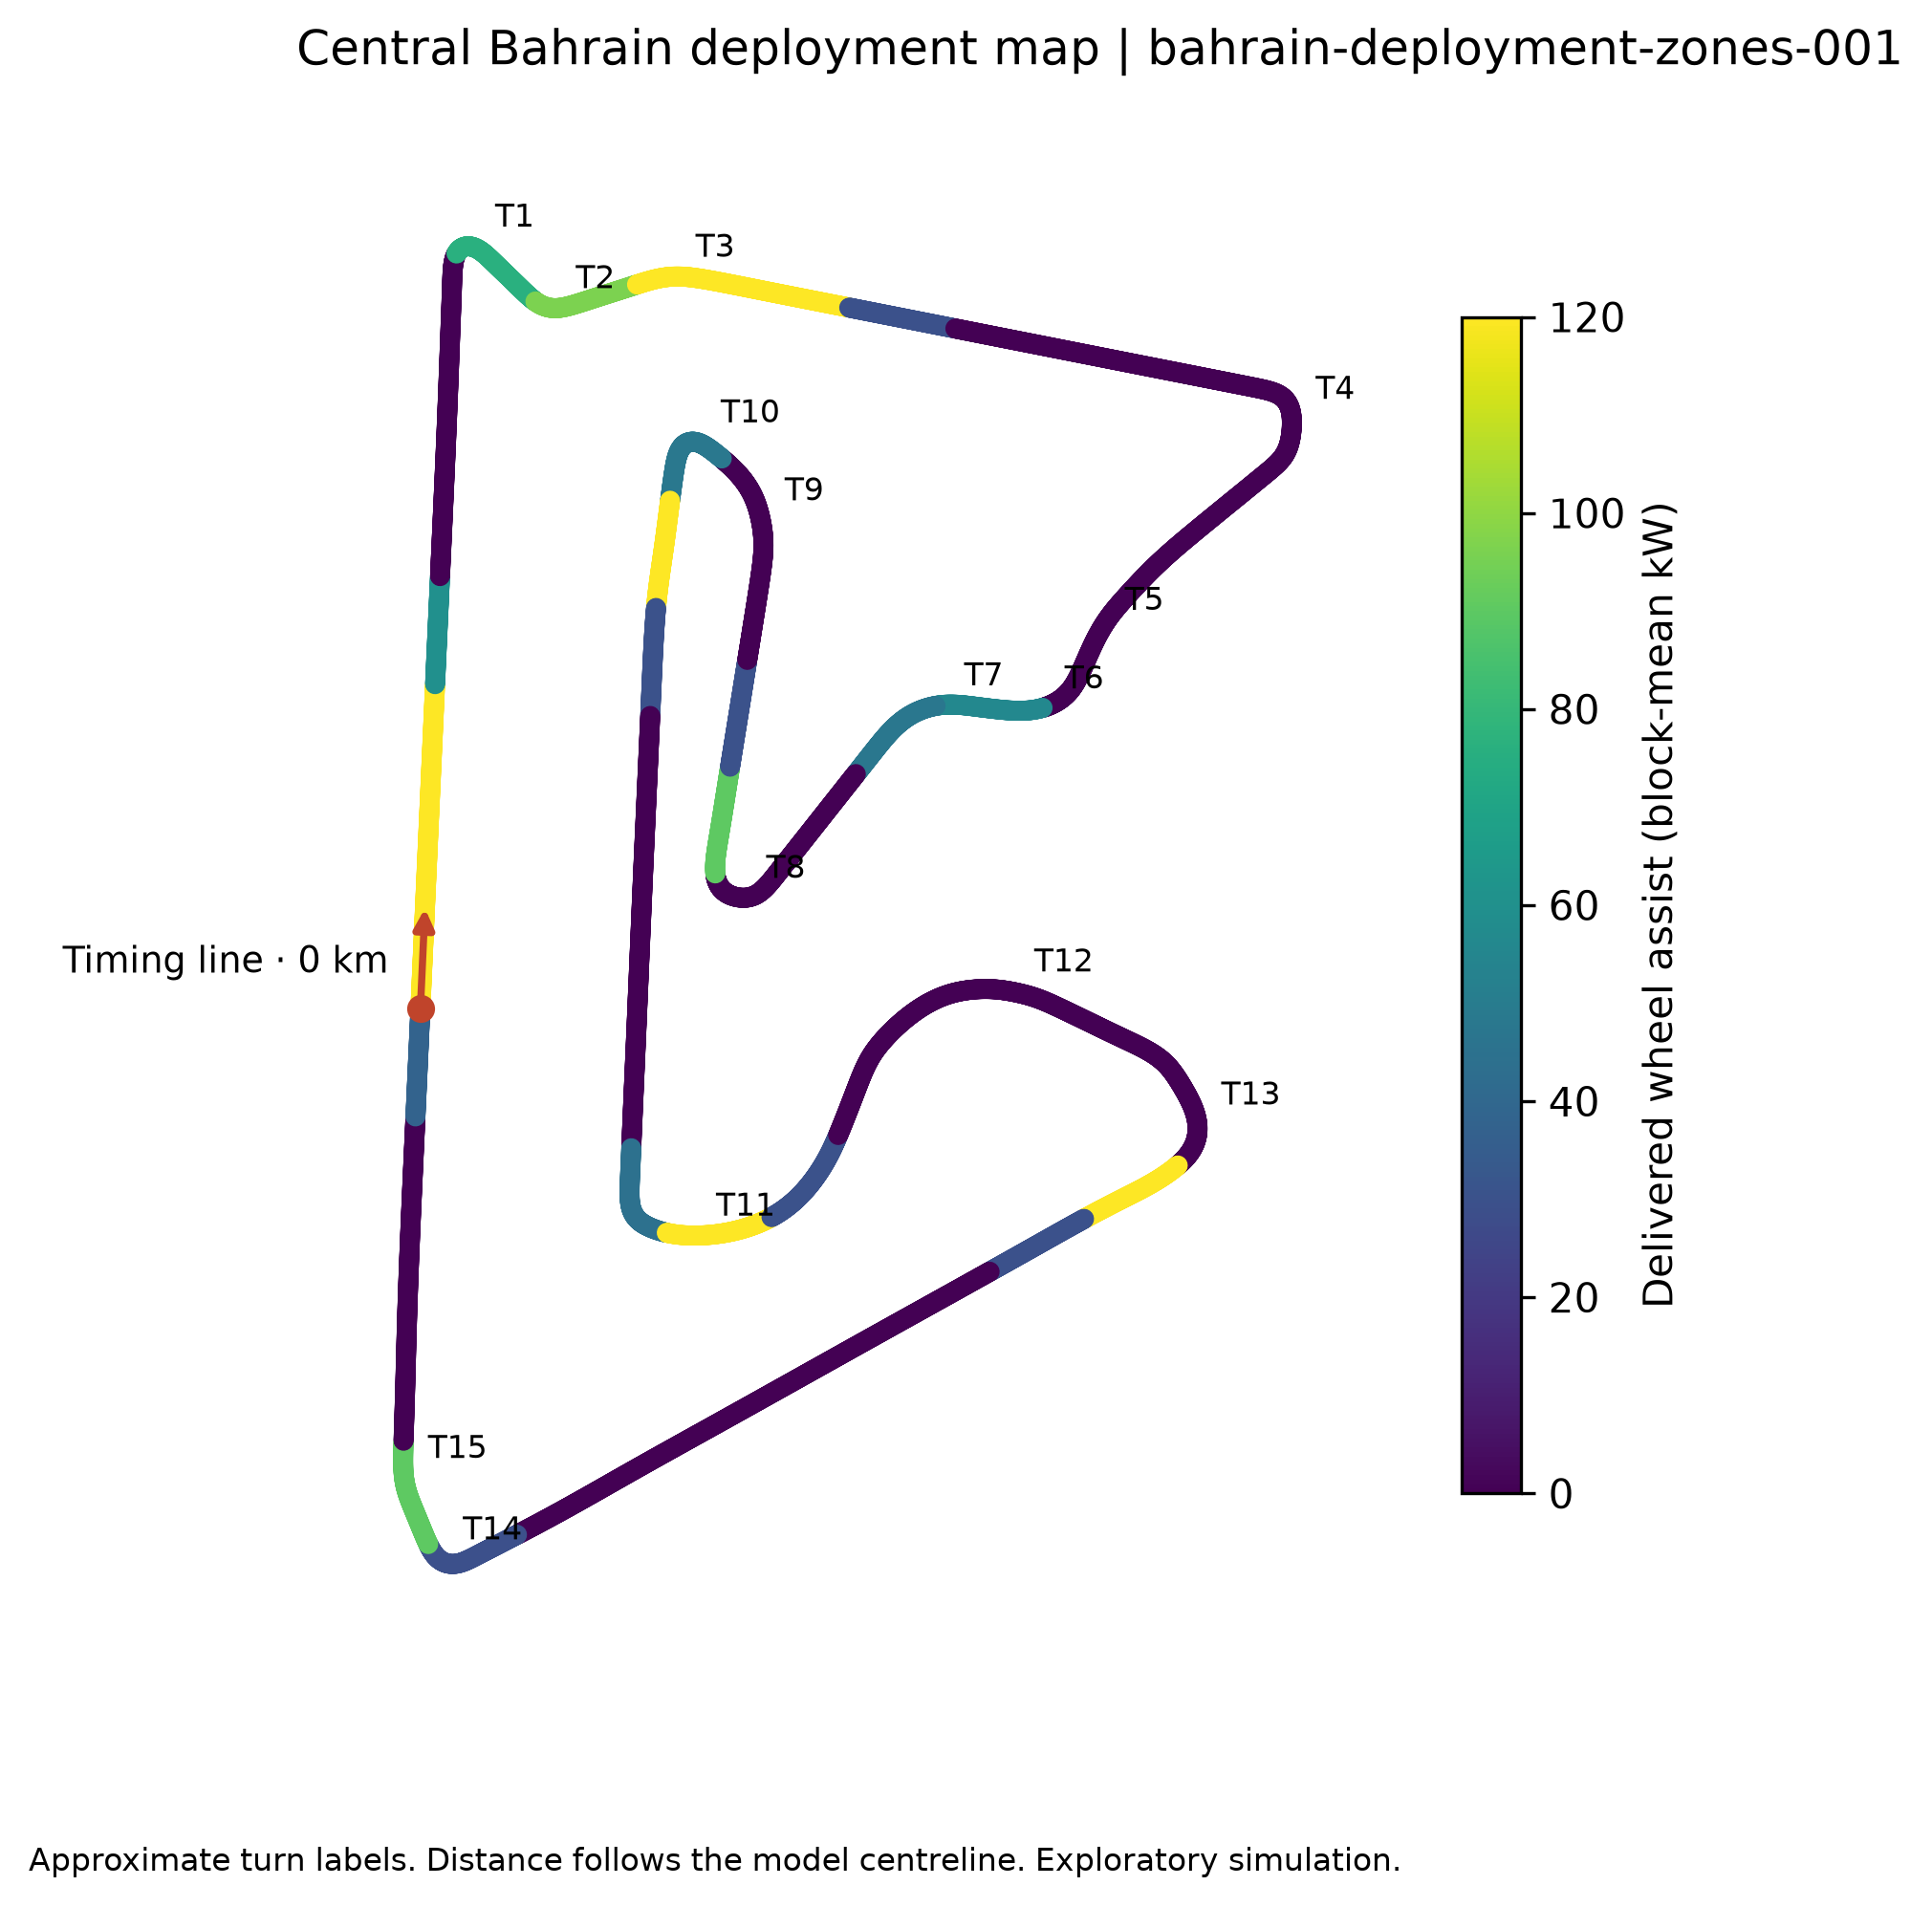 Central Bahrain deployment map | bahrain-deployment-zones-001
T1
T2
T3
T4
T10
T9
T5
T6
T7
T8
Timing line · 0 km
T12
T13
T11
T15
T14
120
100
80
60
40
20
0
Delivered wheel assist (block-mean kW)
Approximate turn labels. Distance follows the model centreline. Exploratory simulation.